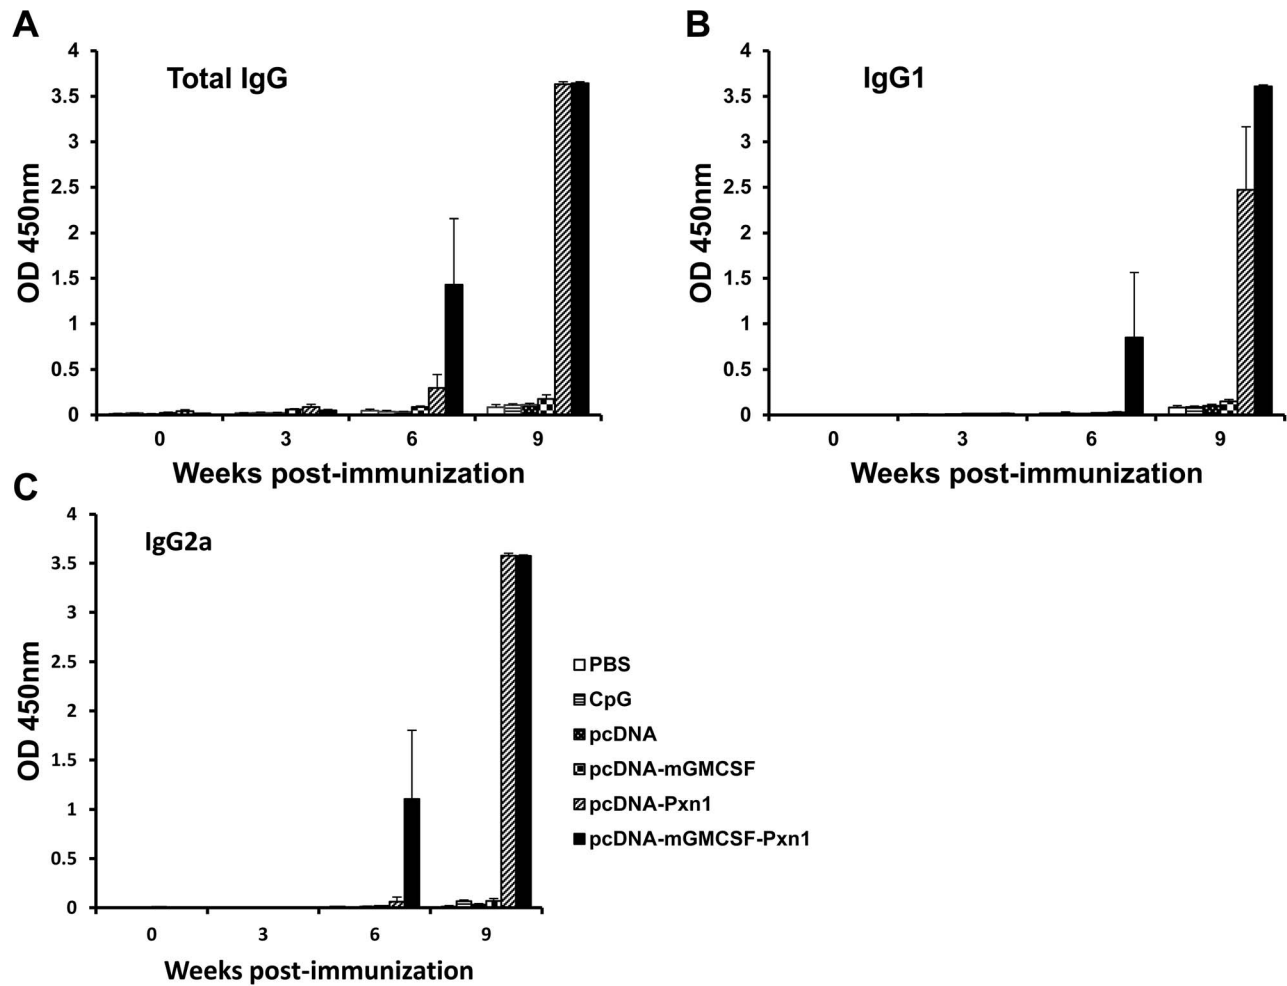 A
Total IgG
OD 450nm
4
3.5
3
2.5
2
1.5
1
0.5
0
0 3 6 9
Weeks post-immunization
B
IgG1
OD 450nm
4
3.5
3
2.5
2
1.5
1
0.5
0
0 3 6 9
Weeks post-immunization
C
IgG2a
OD 450nm
4
3.5
3
2.5
2
1.5
1
0.5
0
0 3 6 9
Weeks post-immunization
PBS
CpG
pcDNA
pcDNA-mGMCSF
pcDNA-Pxn1
pcDNA-mGMCSF-Pxn1